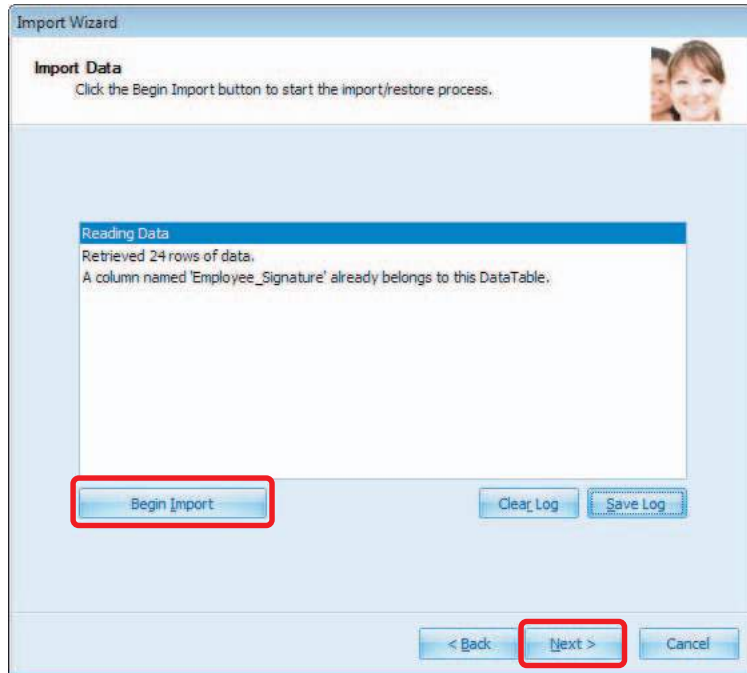 Import Wizard
Import Data
Click the Begin Import button to start the import/restore process.
Reading Data
Retrieved 24 rows of data.
A column named 'Employee_Signature' already belongs to this DataTable.
Begin Import
Clear Log
Save Log
< Back
Next >
Cancel